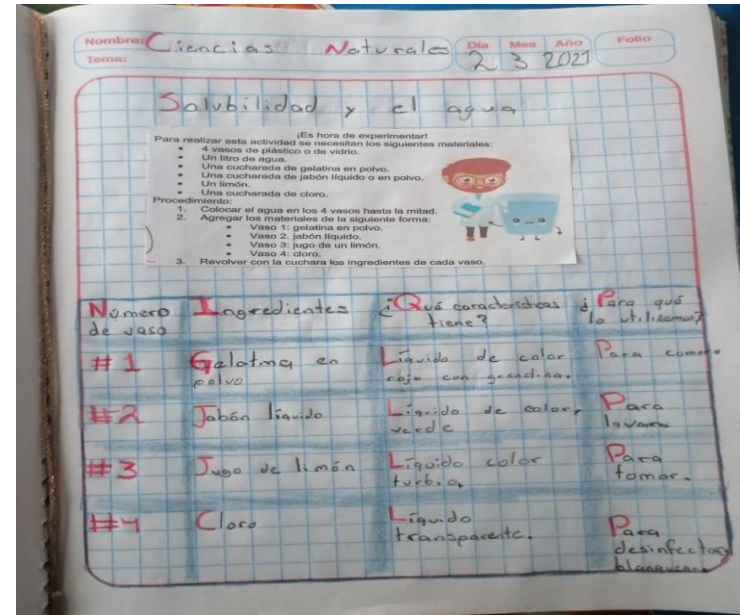 Nombre: Ciencias Naturales Día Mes Año Folio
Tema: 2 3 2021
Solubilidad y el agua
¡Es hora de experimentar!
Para realizar esta actividad se necesitan los siguientes materiales:
• 4 vasos de plástico o de vidrio.
• Un litro de agua.
• Una cucharada de gelatina en polvo.
• Una cucharada de jabón líquido o en polvo.
• Un limón.
• Una cucharada de cloro.
Procedimiento:
1. Colocar el agua en los 4 vasos hasta la mitad.
2. Agregar los materiales de la siguiente forma:
• Vaso 1: gelatina en polvo.
• Vaso 2. jabón líquido.
• Vaso 3: jugo de un limón.
• Vaso 4: cloro.
3. Revolver con la cuchara los ingredientes de cada vaso.
Número Ingredientes ¿Qué características ¿Para qué
de vaso tiene? lo utilizamos?
#1 Gelatina en Líquido de color Para comer
polvo rojo con
#2 Jabón líquido Líquido de color Para
verde lavar
#3 Jugo de limón Líquido color Para
turbio. tomar.
#4 Cloro Líquido Para
transparente. desinfectar y
blanquear